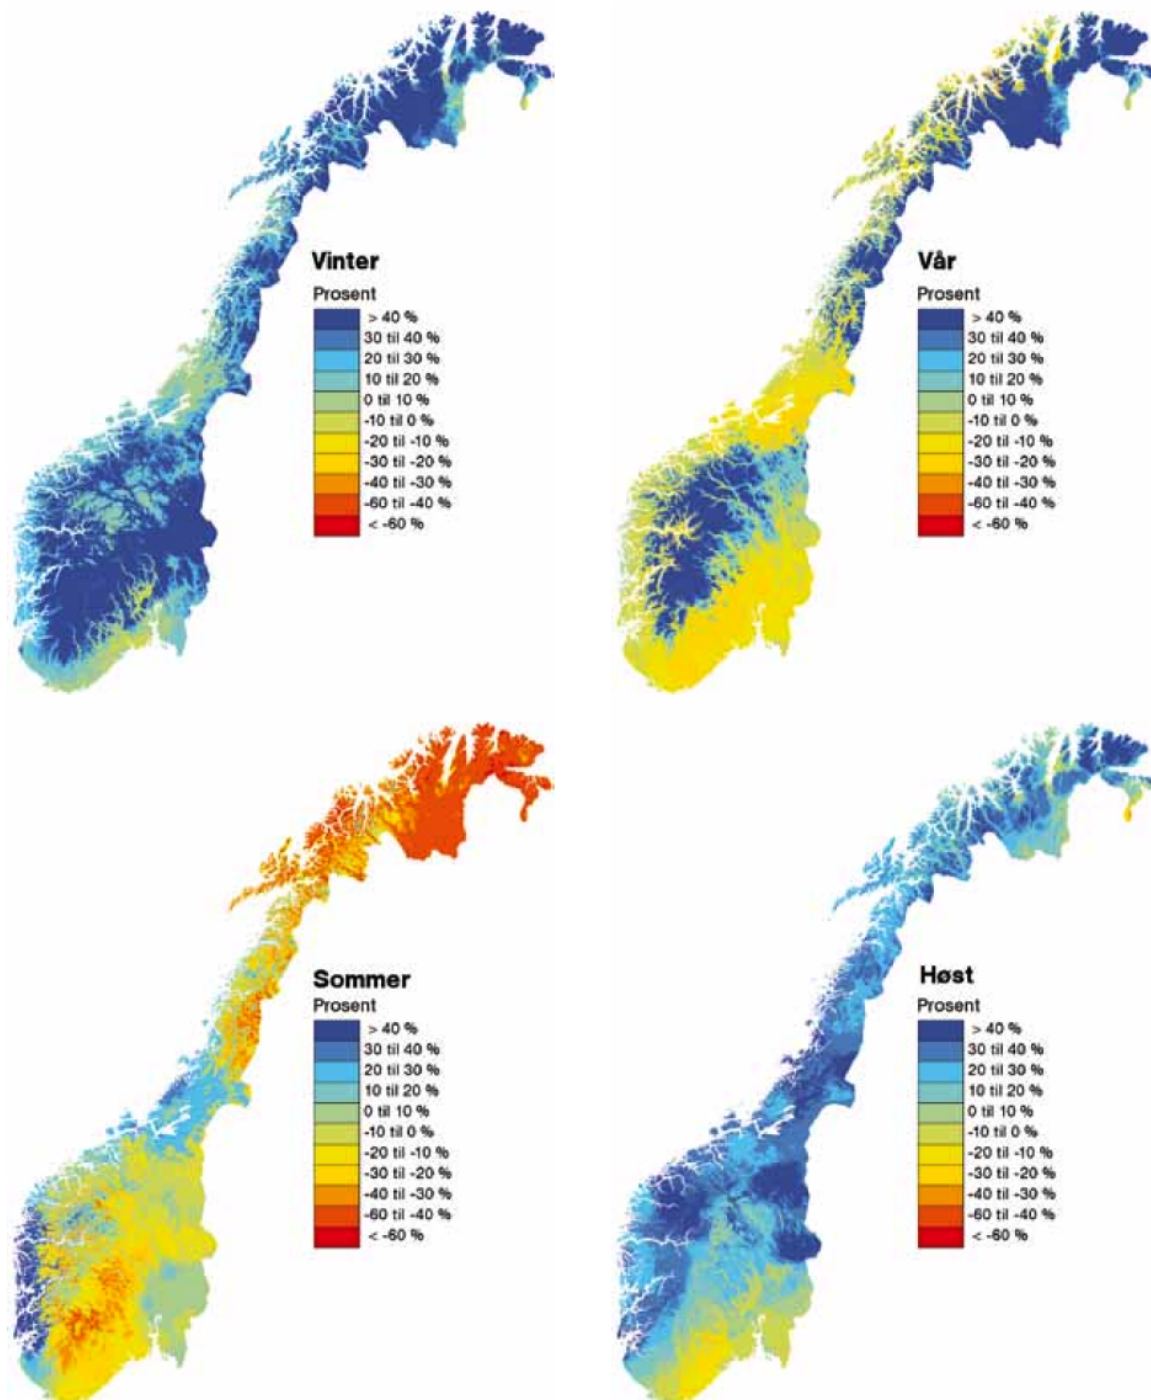 Vinter
Prosent
> 40 %
30 til 40 %
20 til 30 %
10 til 20 %
0 til 10 %
-10 til 0 %
-20 til -10 %
-30 til -20 %
-40 til -30 %
-60 til -40 %
< -60 %
Vår
Prosent
> 40 %
30 til 40 %
20 til 30 %
10 til 20 %
0 til 10 %
-10 til 0 %
-20 til -10 %
-30 til -20 %
-40 til -30 %
-60 til -40 %
< -60 %
Sommer
Prosent
> 40 %
30 til 40 %
20 til 30 %
10 til 20 %
0 til 10 %
-10 til 0 %
-20 til -10 %
-30 til -20 %
-40 til -30 %
-60 til -40 %
< -60 %
Høst
Prosent
> 40 %
30 til 40 %
20 til 30 %
10 til 20 %
0 til 10 %
-10 til 0 %
-20 til -10 %
-30 til -20 %
-40 til -30 %
-60 til -40 %
< -60 %